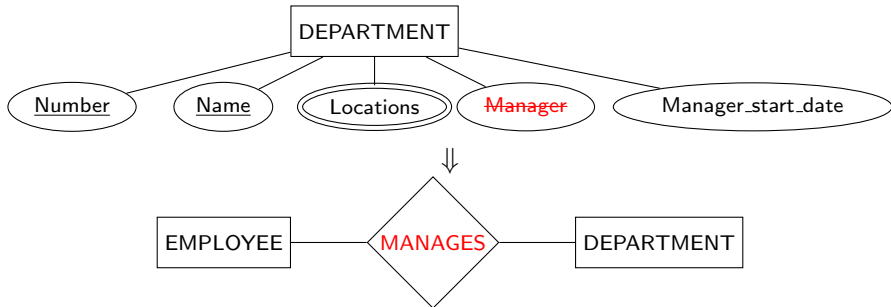 DEPARTMENT
Number Name Locations Manager Manager_start_date
⇓
EMPLOYEE MANAGES DEPARTMENT